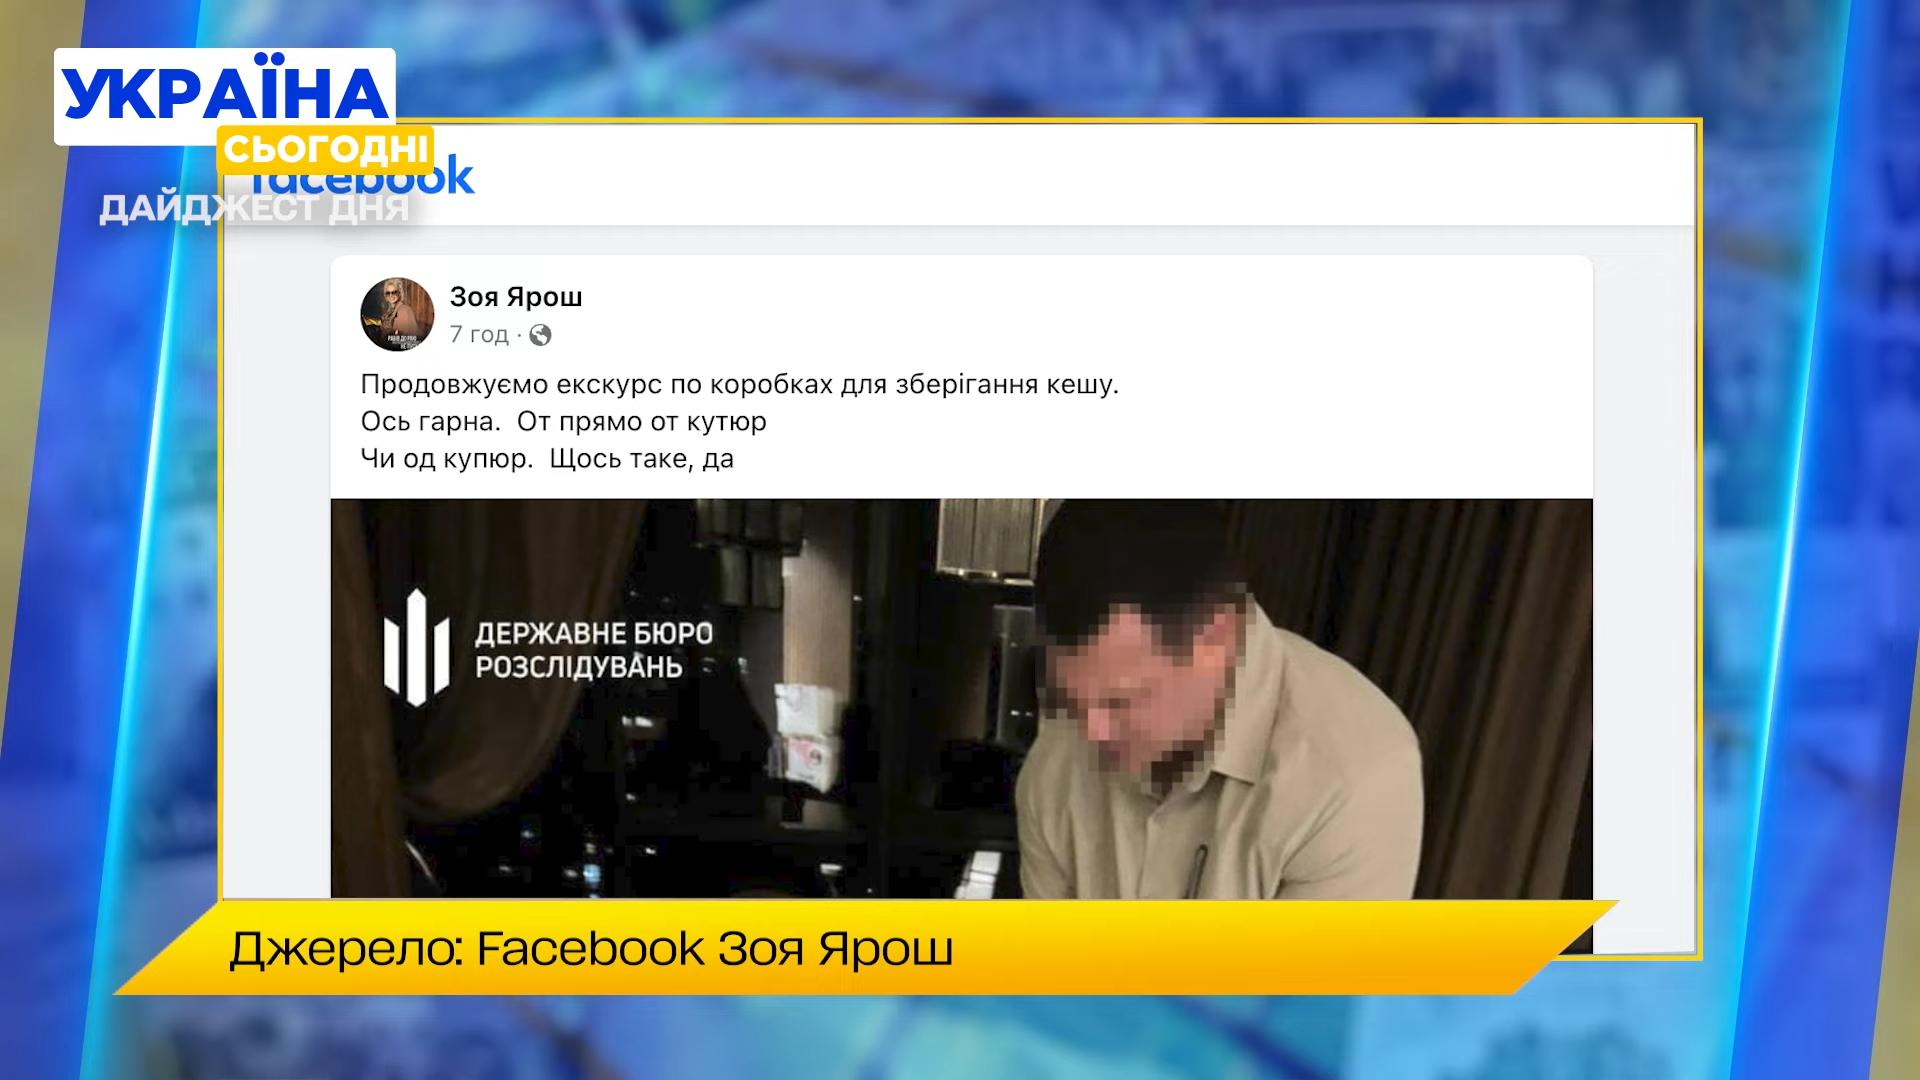 УКРАЇНА
СЬОГОДНІ
ДАЙДЖЕСТ ДНЯ
facebook
Зоя Ярош
7 год ·
Продовжуємо екскурс по коробках для зберігання кешу.
Ось гарна. От прямо от кутюр
Чи од купюр. Щось таке, да
ДЕРЖАВНЕ БЮРО
РОЗСЛІДУВАНЬ
Джерело: Facebook Зоя Ярош